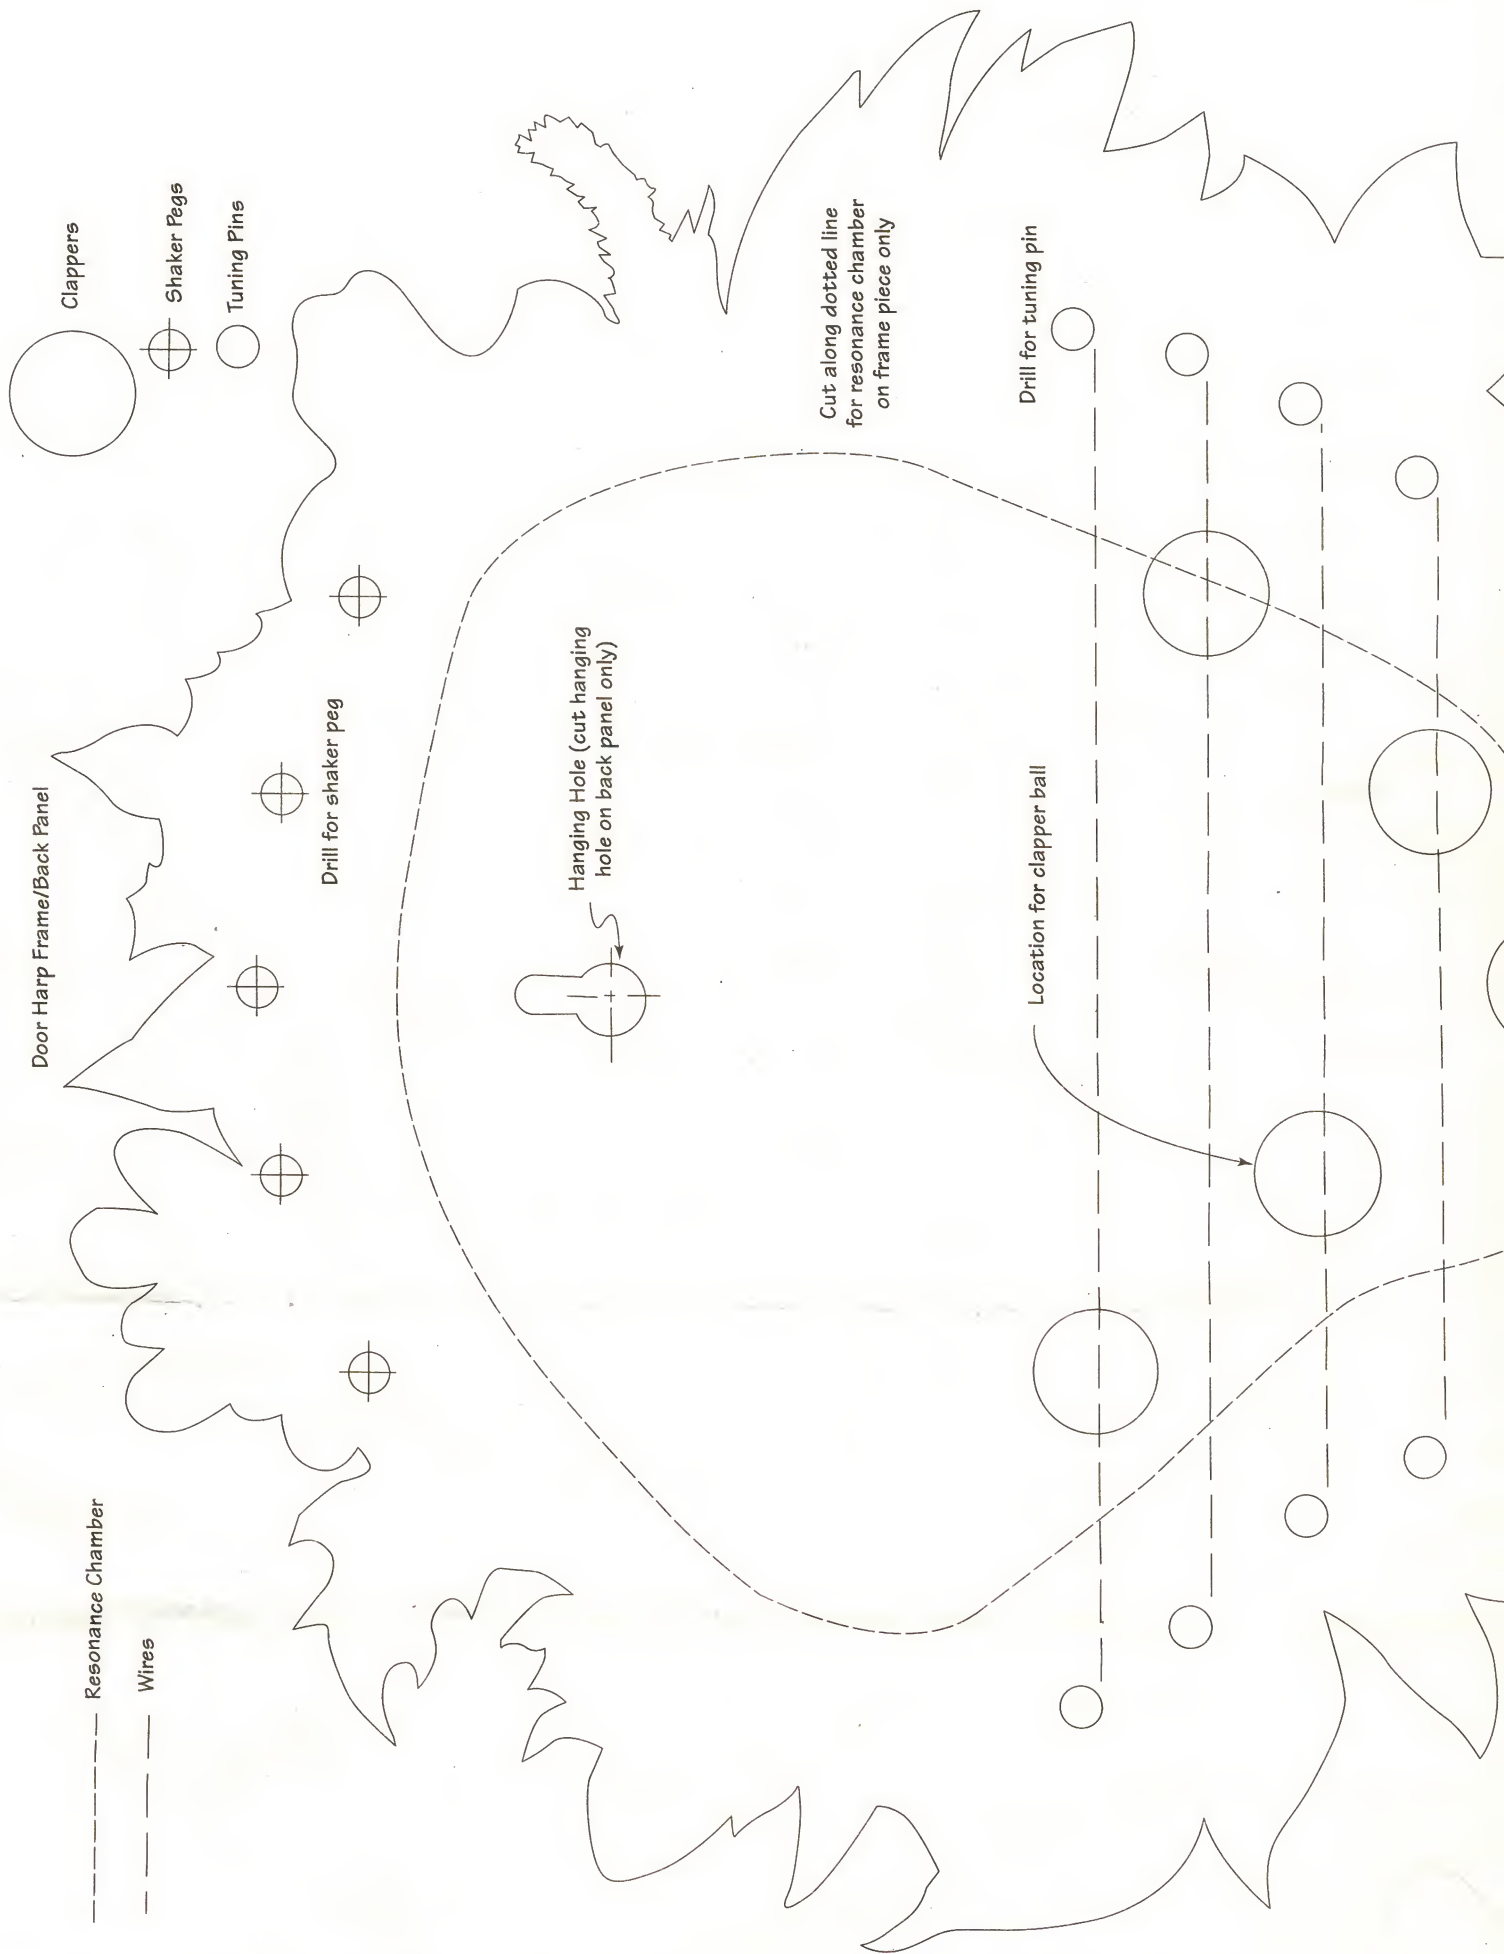 Door Harp Frame/Back Panel
Resonance Chamber
Wires
Clappers
Shaker Pegs
Tuning Pins
Drill for shaker peg
Hanging Hole (cut hanging
hole on back panel only)
Cut along dotted line
for resonance chamber
on frame piece only
Drill for tuning pin
Location for clapper ball